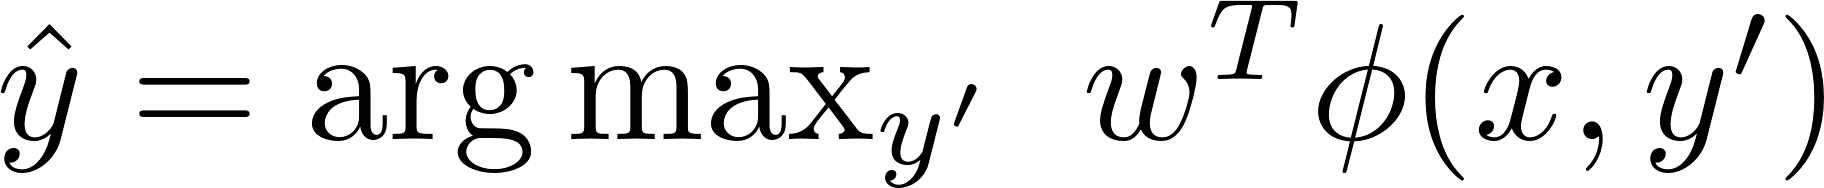 ŷ = arg max_{y′} w^T ϕ(x, y′)